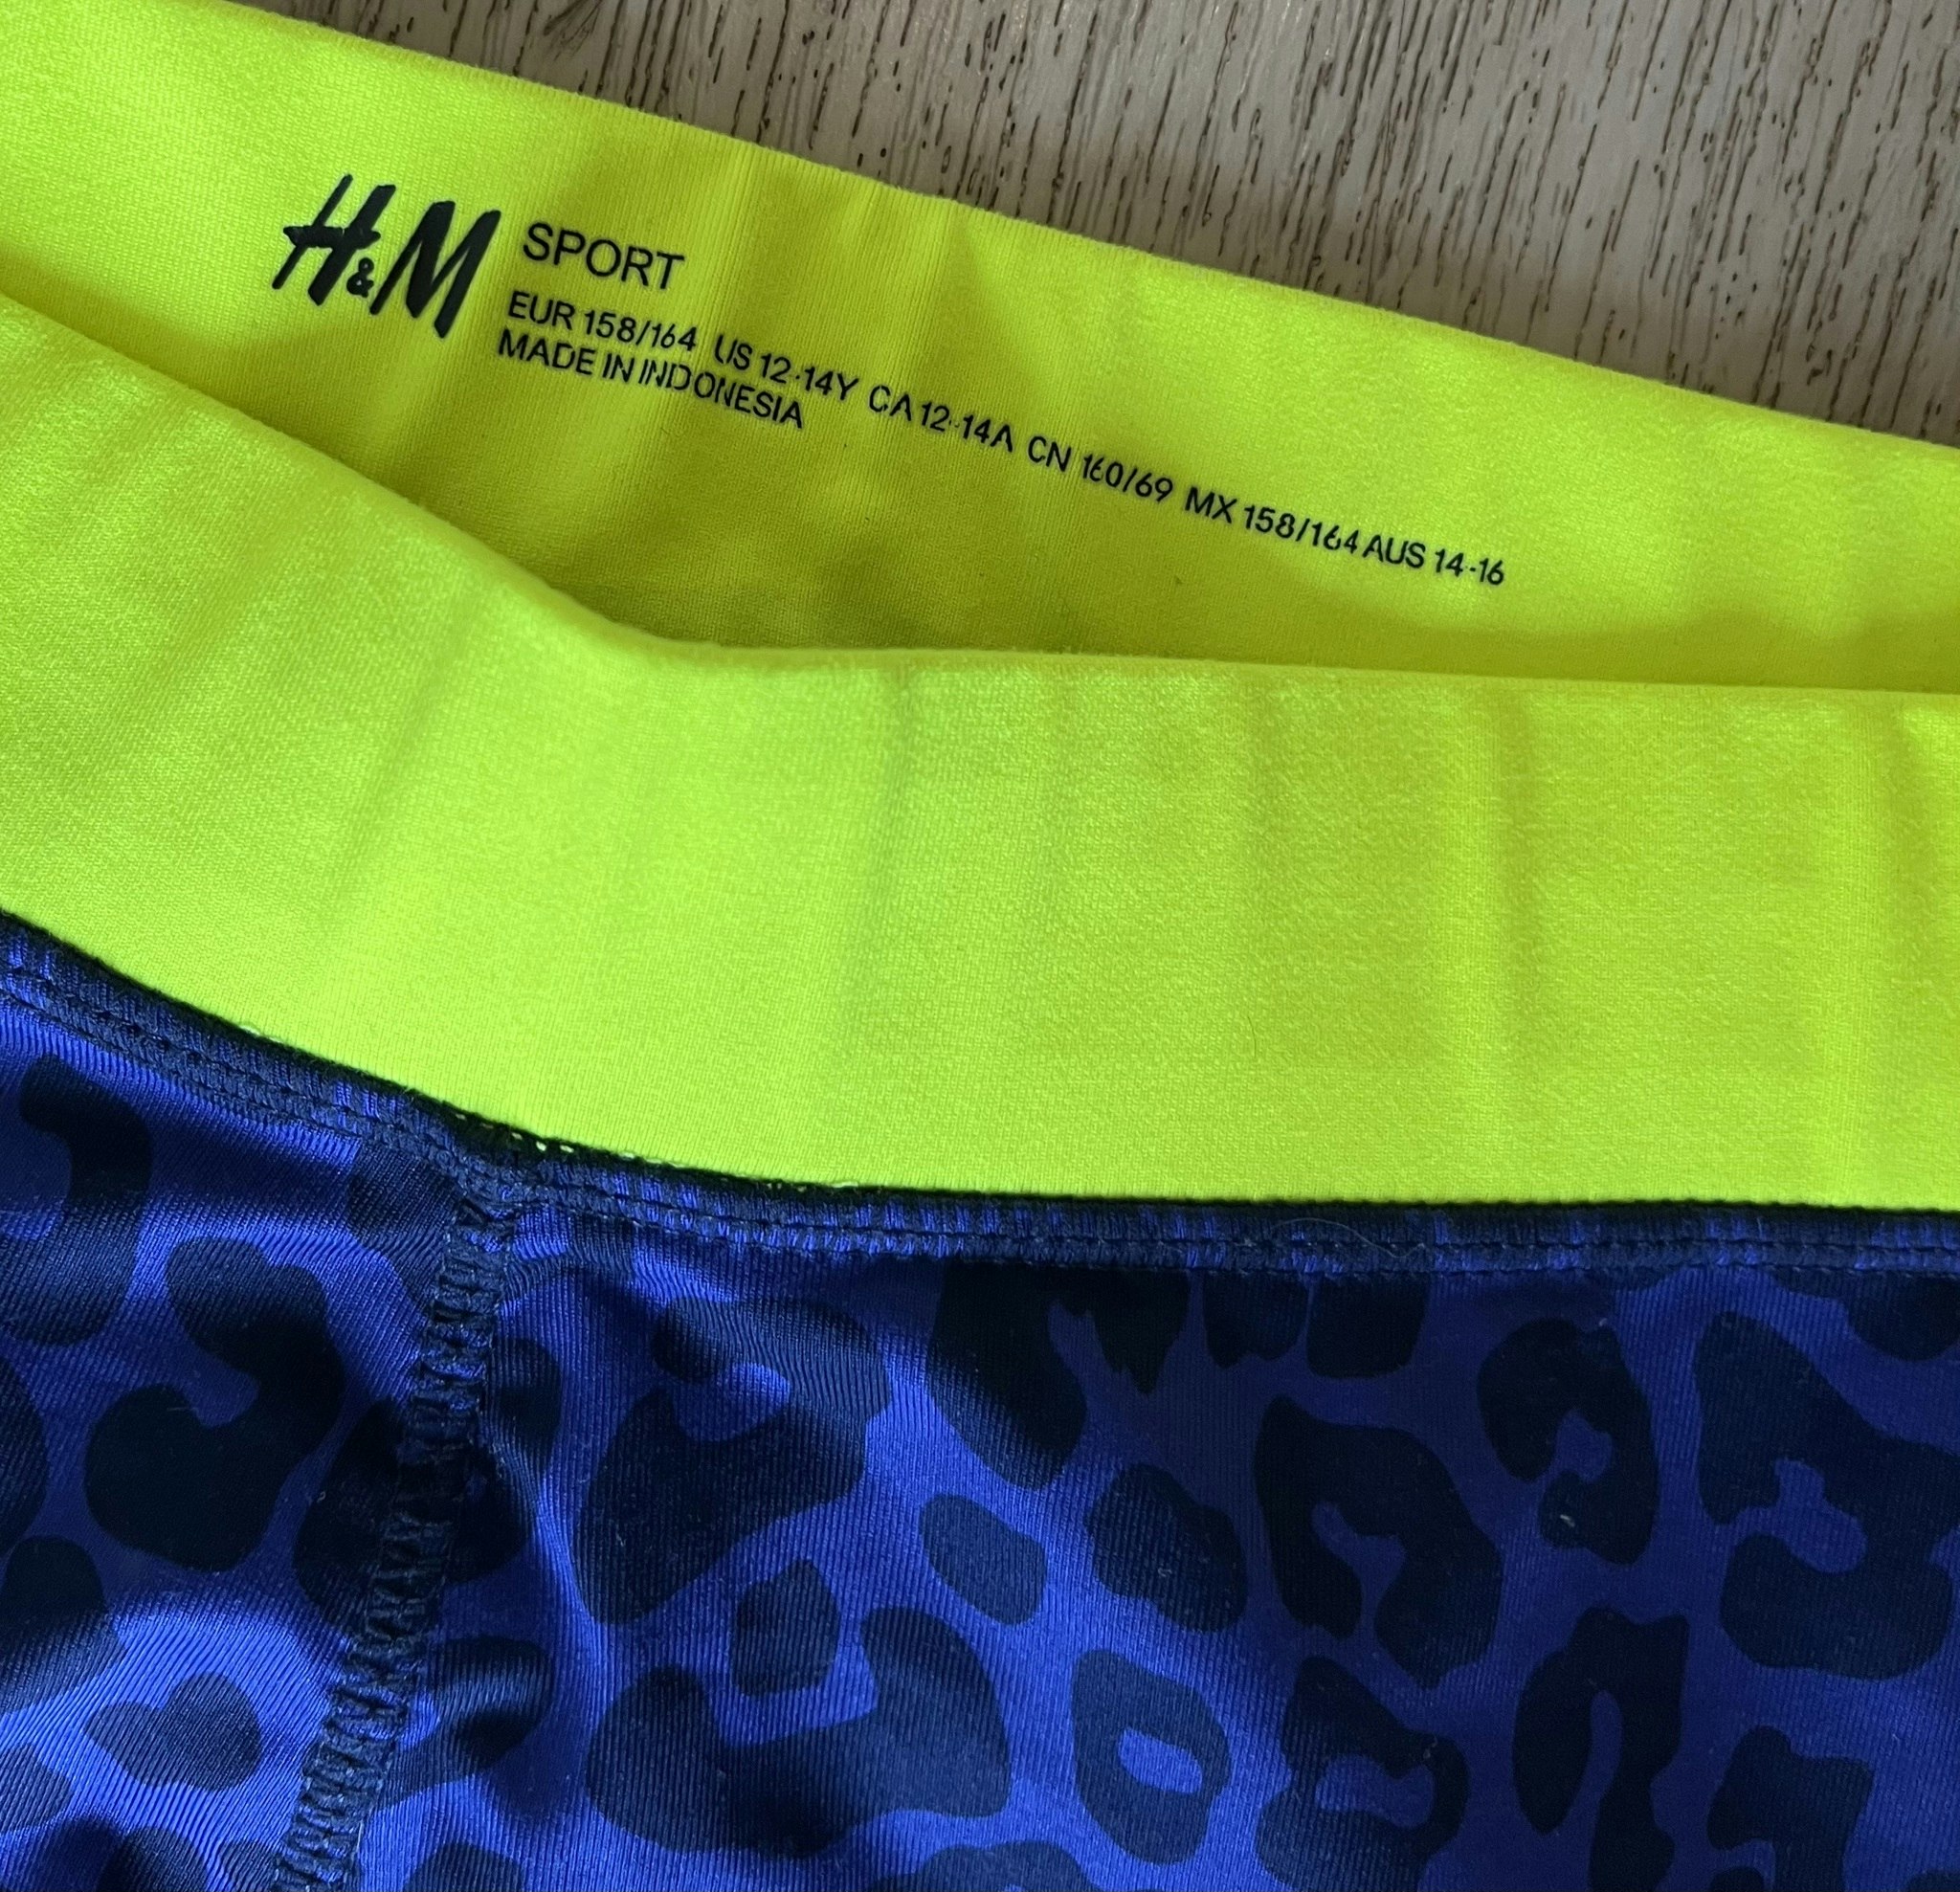 H&M SPORT
EUR 158/164 US 12-14Y CA 12-14A CN 160/69 MX 158/164 AUS 14-16
MADE IN INDONESIA